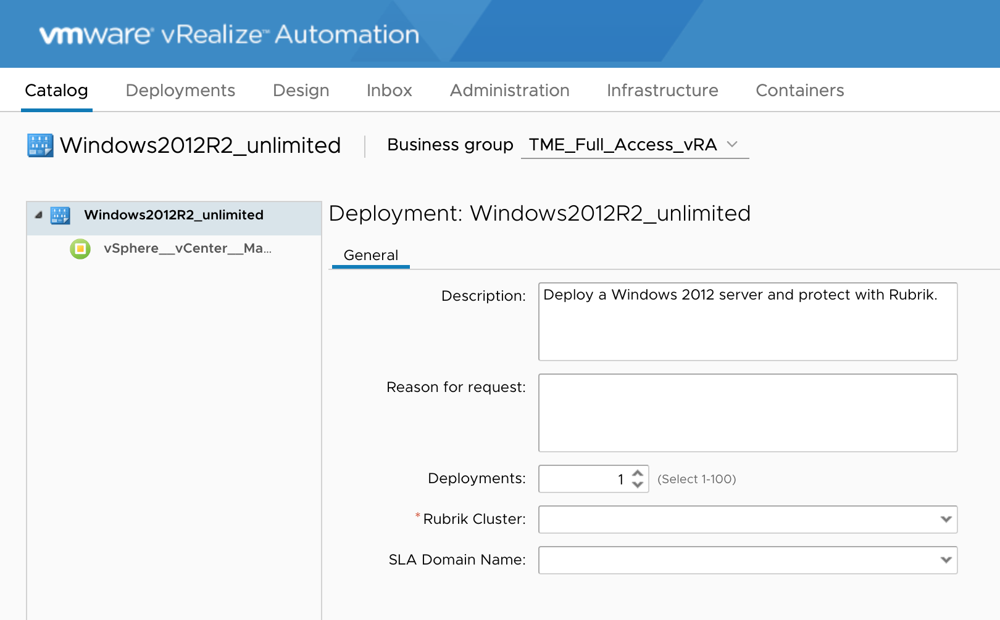 vmware® vRealize™ Automation
Catalog Deployments Design Inbox Administration Infrastructure Containers
Windows2012R2_unlimited Business group TME_Full_Access_vRA
Windows2012R2_unlimited
vSphere__vCenter__Ma...
Deployment: Windows2012R2_unlimited
General
Description: Deploy a Windows 2012 server and protect with Rubrik.
Reason for request:
Deployments: 1 (Select 1-100)
* Rubrik Cluster:
SLA Domain Name: